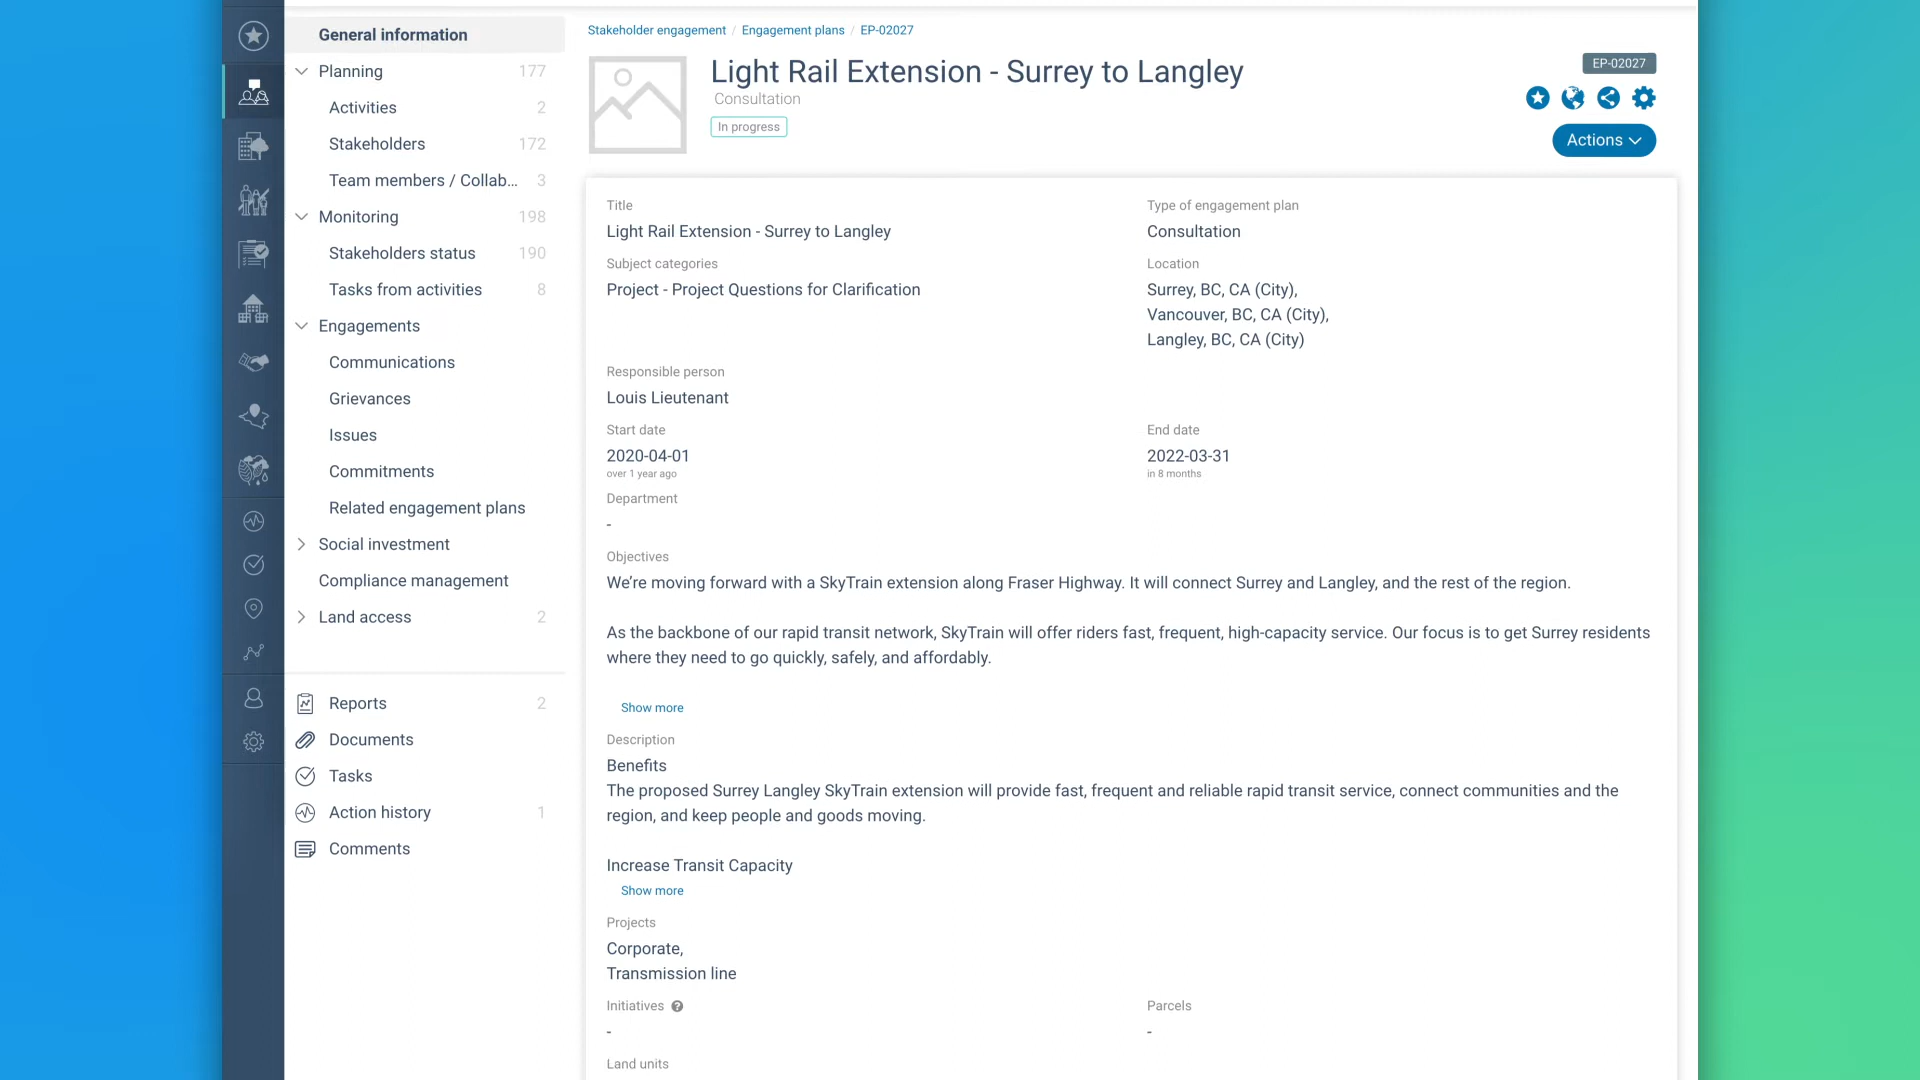 General information
Planning 177
Activities 2
Stakeholders 172
Team members / Collab... 3
Monitoring 198
Stakeholders status 190
Tasks from activities 8
Engagements
Communications
Grievances
Issues
Commitments
Related engagement plans
Social investment
Compliance management
Land access 2
Reports 2
Documents
Tasks
Action history 1
Comments
Stakeholder engagement / Engagement plans / EP-02027
Light Rail Extension - Surrey to Langley
Consultation
In progress
EP-02027
Actions
Title
Light Rail Extension - Surrey to Langley
Type of engagement plan
Consultation
Subject categories
Project - Project Questions for Clarification
Location
Surrey, BC, CA (City),
Vancouver, BC, CA (City),
Langley, BC, CA (City)
Responsible person
Louis Lieutenant
Start date
2020-04-01
over 1 year ago
End date
2022-03-31
in 8 months
Department
-
Objectives
We’re moving forward with a SkyTrain extension along Fraser Highway. It will connect Surrey and Langley, and the rest of the region.
As the backbone of our rapid transit network, SkyTrain will offer riders fast, frequent, high-capacity service. Our focus is to get Surrey residents
where they need to go quickly, safely, and affordably.
Show more
Description
Benefits
The proposed Surrey Langley SkyTrain extension will provide fast, frequent and reliable rapid transit service, connect communities and the
region, and keep people and goods moving.
Increase Transit Capacity
Show more
Projects
Corporate,
Transmission line
Initiatives ?
-
Parcels
-
Land units